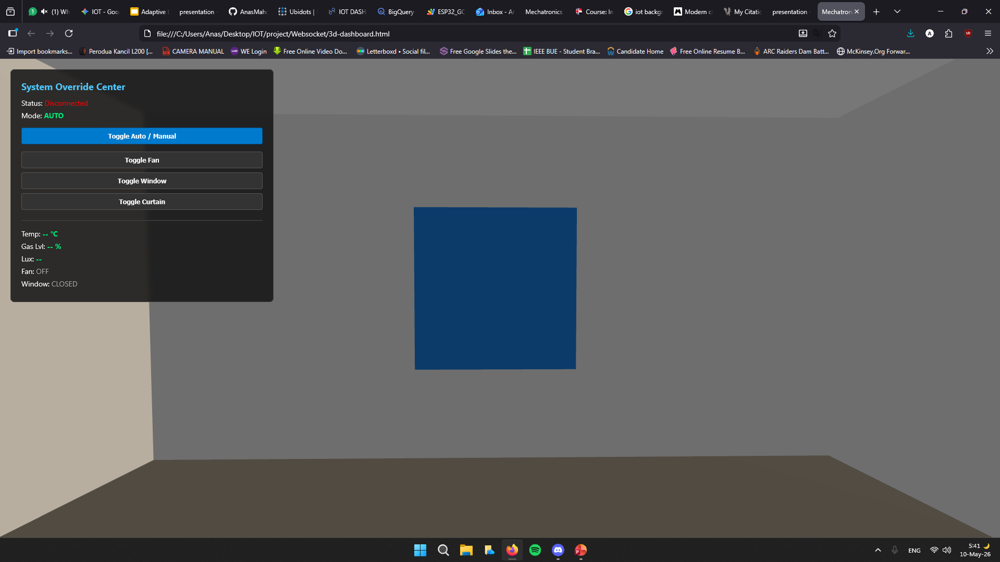 (1) Wh
IOT - Goo
Adaptive
presentation
AnasMah
Ubidots |
IOT DASH
BigQuery
ESP32_GC
Inbox - A
Mechatronics
Course: In
iot backg
Modern ci
My Citatio
presentation
Mechatroni
file:///C:/Users/Anas/Desktop/IOT/project/Websocket/3d-dashboard.html
Import bookmarks...
Perodua Kancil L200 [...
CAMERA MANUAL
WE Login
Free Online Video Do...
Letterboxd • Social fil...
Free Google Slides the...
IEEE BUE - Student Bra...
Candidate Home
Free Online Resume B...
ARC Raiders Dam Batt...
McKinsey.Org Forwar...
System Override Center
Status: Disconnected
Mode: AUTO
Toggle Auto / Manual
Toggle Fan
Toggle Window
Toggle Curtain
Temp: -- °C
Gas Lvl: -- %
Lux: --
Fan: OFF
Window: CLOSED
ENG
5:41
10-May-26